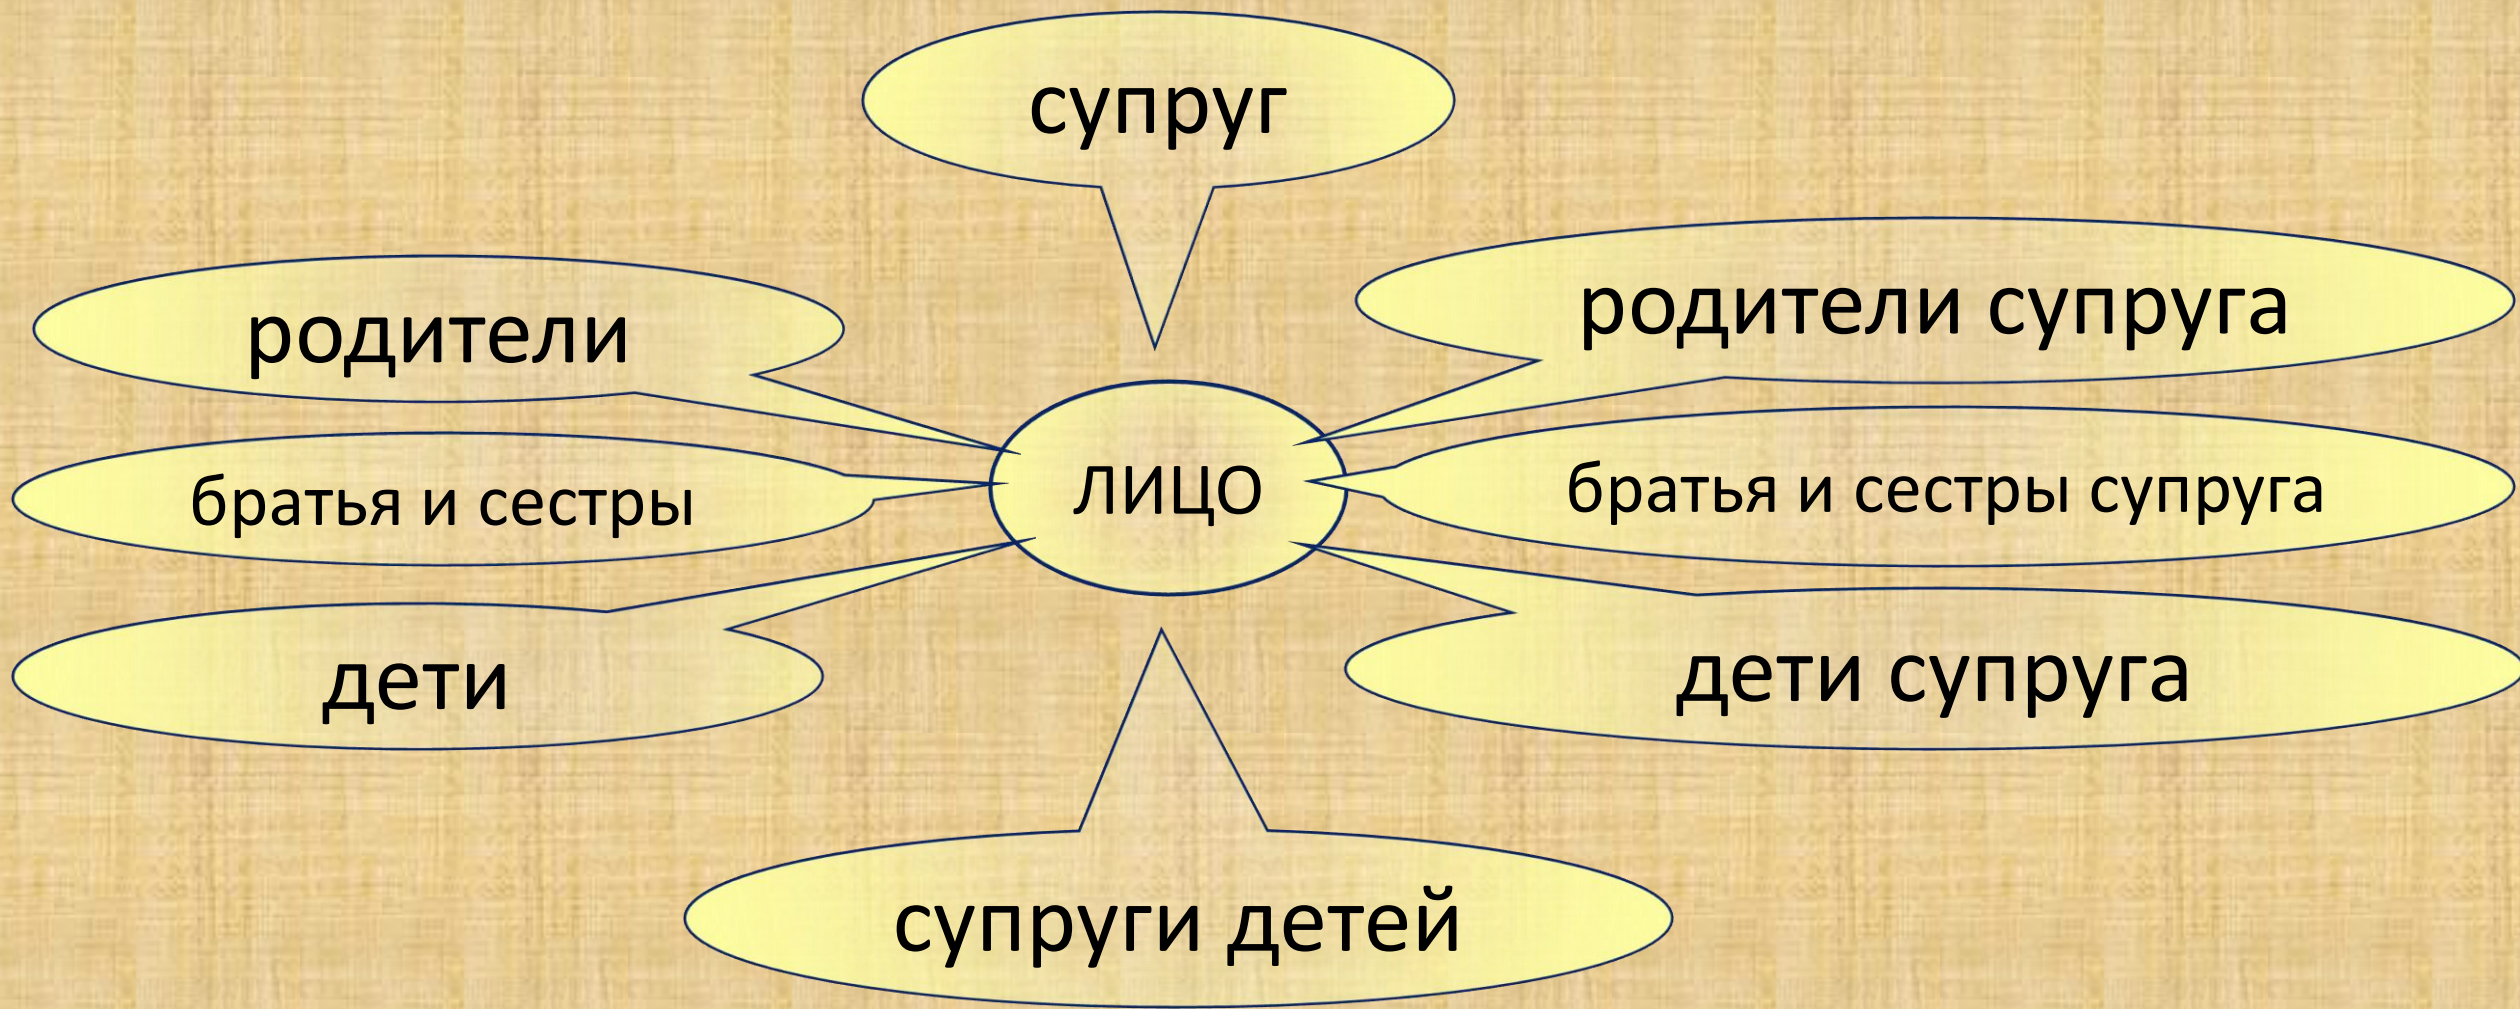 супруг
родители
родители супруга
братья и сестры
ЛИЦО
братья и сестры супруга
дети
дети супруга
супруги детей